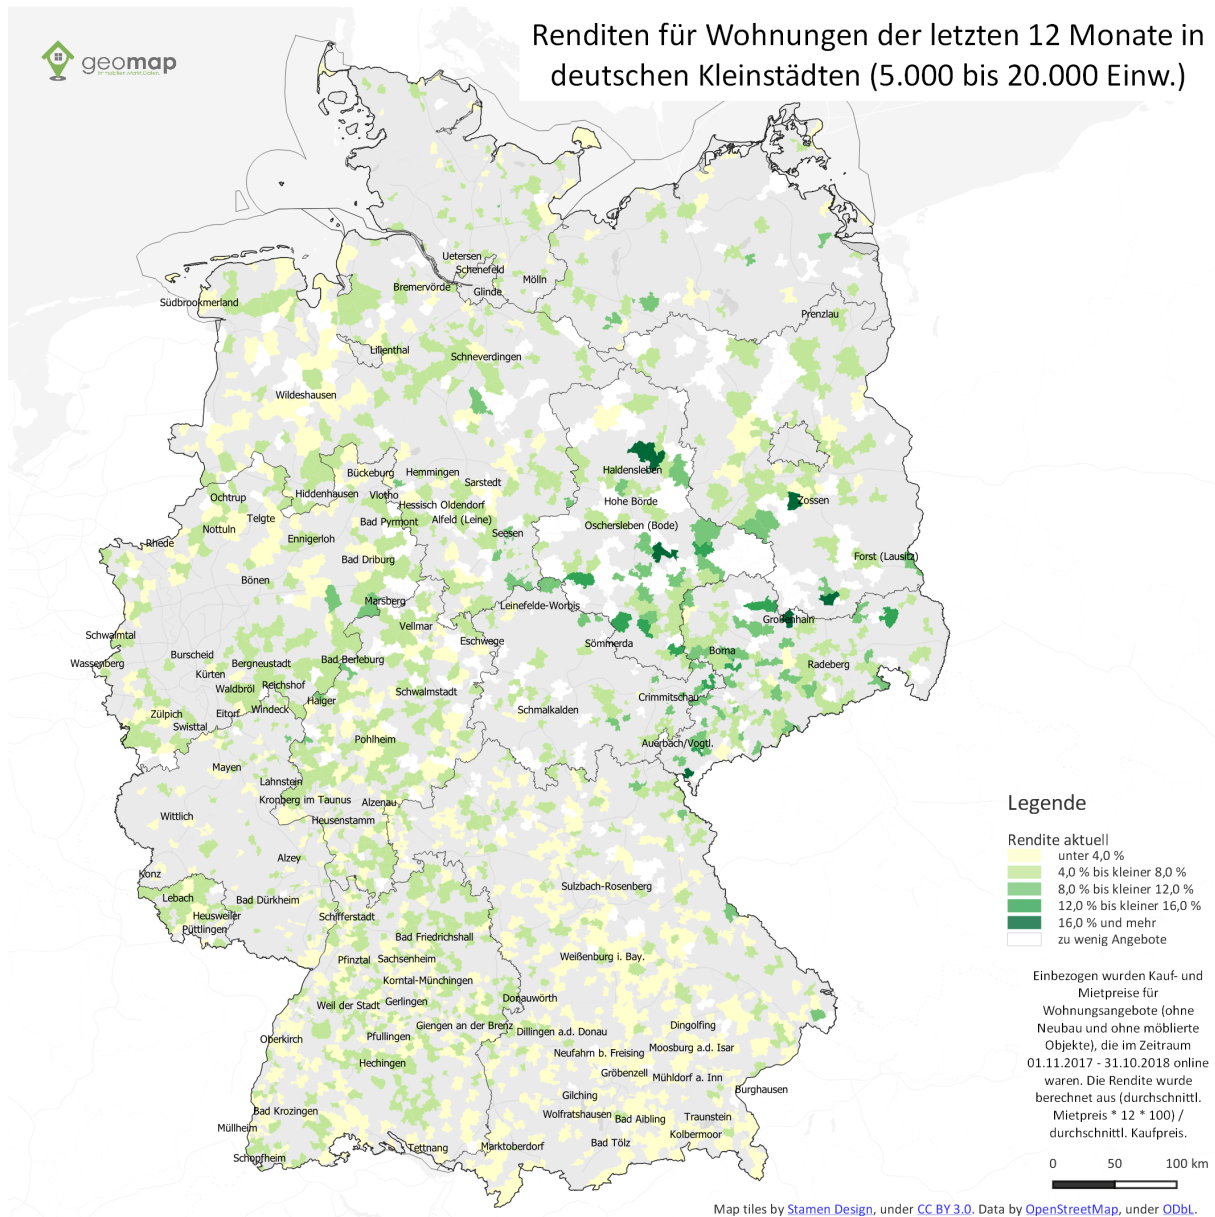 geomap
Immobilien. Markt. Daten.
Renditen für Wohnungen der letzten 12 Monate in
deutschen Kleinstädten (5.000 bis 20.000 Einw.)
Uetersen
Schenefeld
Mölln
Bremervörde
Glinde
Südbrookmerland
Prenzlau
Lilienthal
Schneverdingen
Wildeshausen
Bückeburg
Hemmingen
Haldensleben
Sarstedt
Ochtrup
Hiddenhausen
Vlotho
Hessisch Oldendorf
Hohe Börde
Zossen
Telgte
Nottuln
Bad Pyrmont
Alfeld (Leine)
Oschersleben (Bode)
Seesen
Rhede
Ennigerloh
Bad Driburg
Forst (Lausitz)
Bönen
Marsberg
Leinefelde-Worbis
Vellmar
Großenhain
Schwalmtal
Eschwege
Sömmerda
Borna
Wassenberg
Burscheid
Bergneustadt
Bad Berleburg
Radeberg
Kürten
Waldbröl
Reichshof
Haiger
Schwalmstadt
Crimmitschau
Zülpich
Eitorf
Windeck
Schmalkalden
Swisttal
Pohlheim
Auerbach/Vogtl.
Mayen
Lahnstein
Kronberg im Taunus
Alzenau
Wittlich
Heusenstamm
Alzey
Konz
Sulzbach-Rosenberg
Lebach
Bad Dürkheim
Heusweiler
Schifferstadt
Püttlingen
Bad Friedrichshall
Pfinztal
Sachsenheim
Weißenburg i. Bay.
Korntal-Münchingen
Weil der Stadt
Gerlingen
Donauwörth
Giengen an der Brenz
Dillingen a.d. Donau
Dingolfing
Oberkirch
Pfullingen
Neufahrn b. Freising
Moosburg a.d. Isar
Hechingen
Gröbenzell
Mühldorf a. Inn
Burghausen
Gilching
Bad Krozingen
Wolfratshausen
Bad Aibling
Traunstein
Müllheim
Kolbermoor
Schopfheim
Tettnang
Marktoberdorf
Bad Tölz
Legende
Rendite aktuell
unter 4,0 %
4,0 % bis kleiner 8,0 %
8,0 % bis kleiner 12,0 %
12,0 % bis kleiner 16,0 %
16,0 % und mehr
zu wenig Angebote
Einbezogen wurden Kauf- und
Mietpreise für
Wohnungsangebote (ohne
Neubau und ohne möblierte
Objekte), die im Zeitraum
01.11.2017 - 31.10.2018 online
waren. Die Rendite wurde
berechnet aus (durchschnittl.
Mietpreis * 12 * 100) /
durchschnittl. Kaufpreis.
0 50 100 km
Map tiles by Stamen Design, under CC BY 3.0. Data by OpenStreetMap, under ODbL.